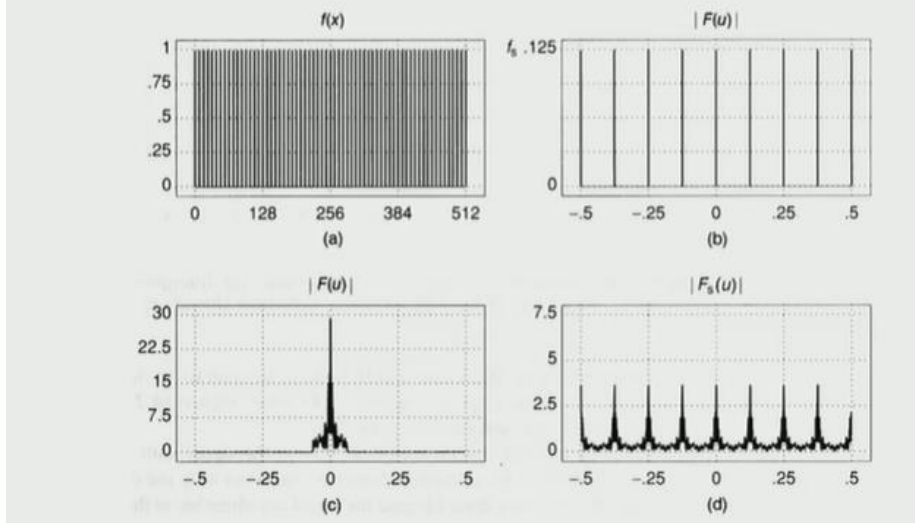 f(x)
1
.75
.5
.25
0
0 128 256 384 512
(a)
| F(u) |
fs .125
0
-.5 -.25 0 .25 .5
(b)
| F(u) |
30
22.5
15
7.5
0
-.5 -.25 0 .25 .5
(c)
| Fs (u) |
7.5
5
2.5
0
-.5 -.25 0 .25 .5
(d)